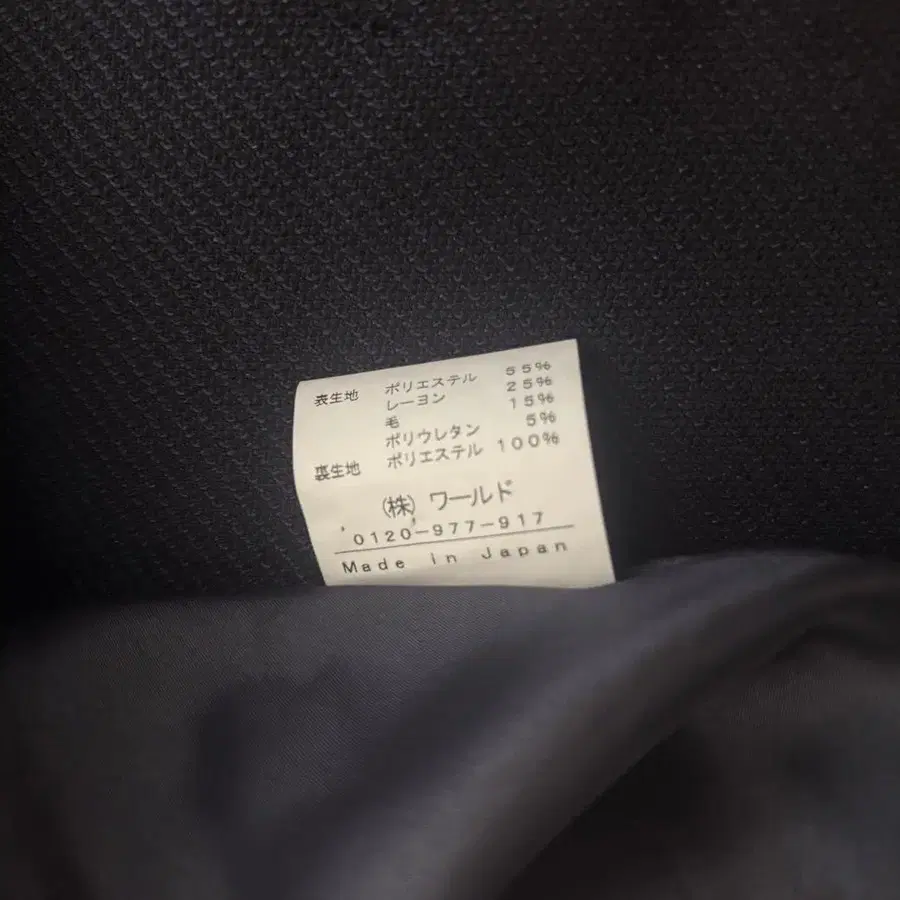 表生地 ポリエステル 55%
レーヨン 25%
毛 15%
ポリウレタン 5%
裏生地 ポリエステル 100%
(株) ワールド
0120-977-917
Made in Japan